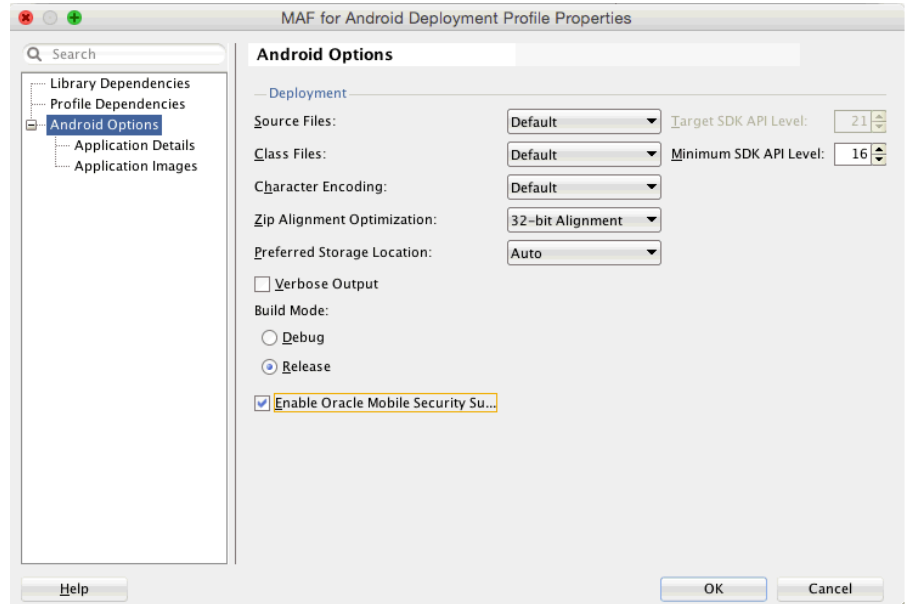 MAF for Android Deployment Profile Properties
Search
Library Dependencies
Profile Dependencies
Android Options
Application Details
Application Images
Android Options
Deployment
Source Files: Default Target SDK API Level: 21
Class Files: Default Minimum SDK API Level: 16
Character Encoding: Default
Zip Alignment Optimization: 32-bit Alignment
Preferred Storage Location: Auto
Verbose Output
Build Mode:
Debug
Release
Enable Oracle Mobile Security Su...
Help OK Cancel